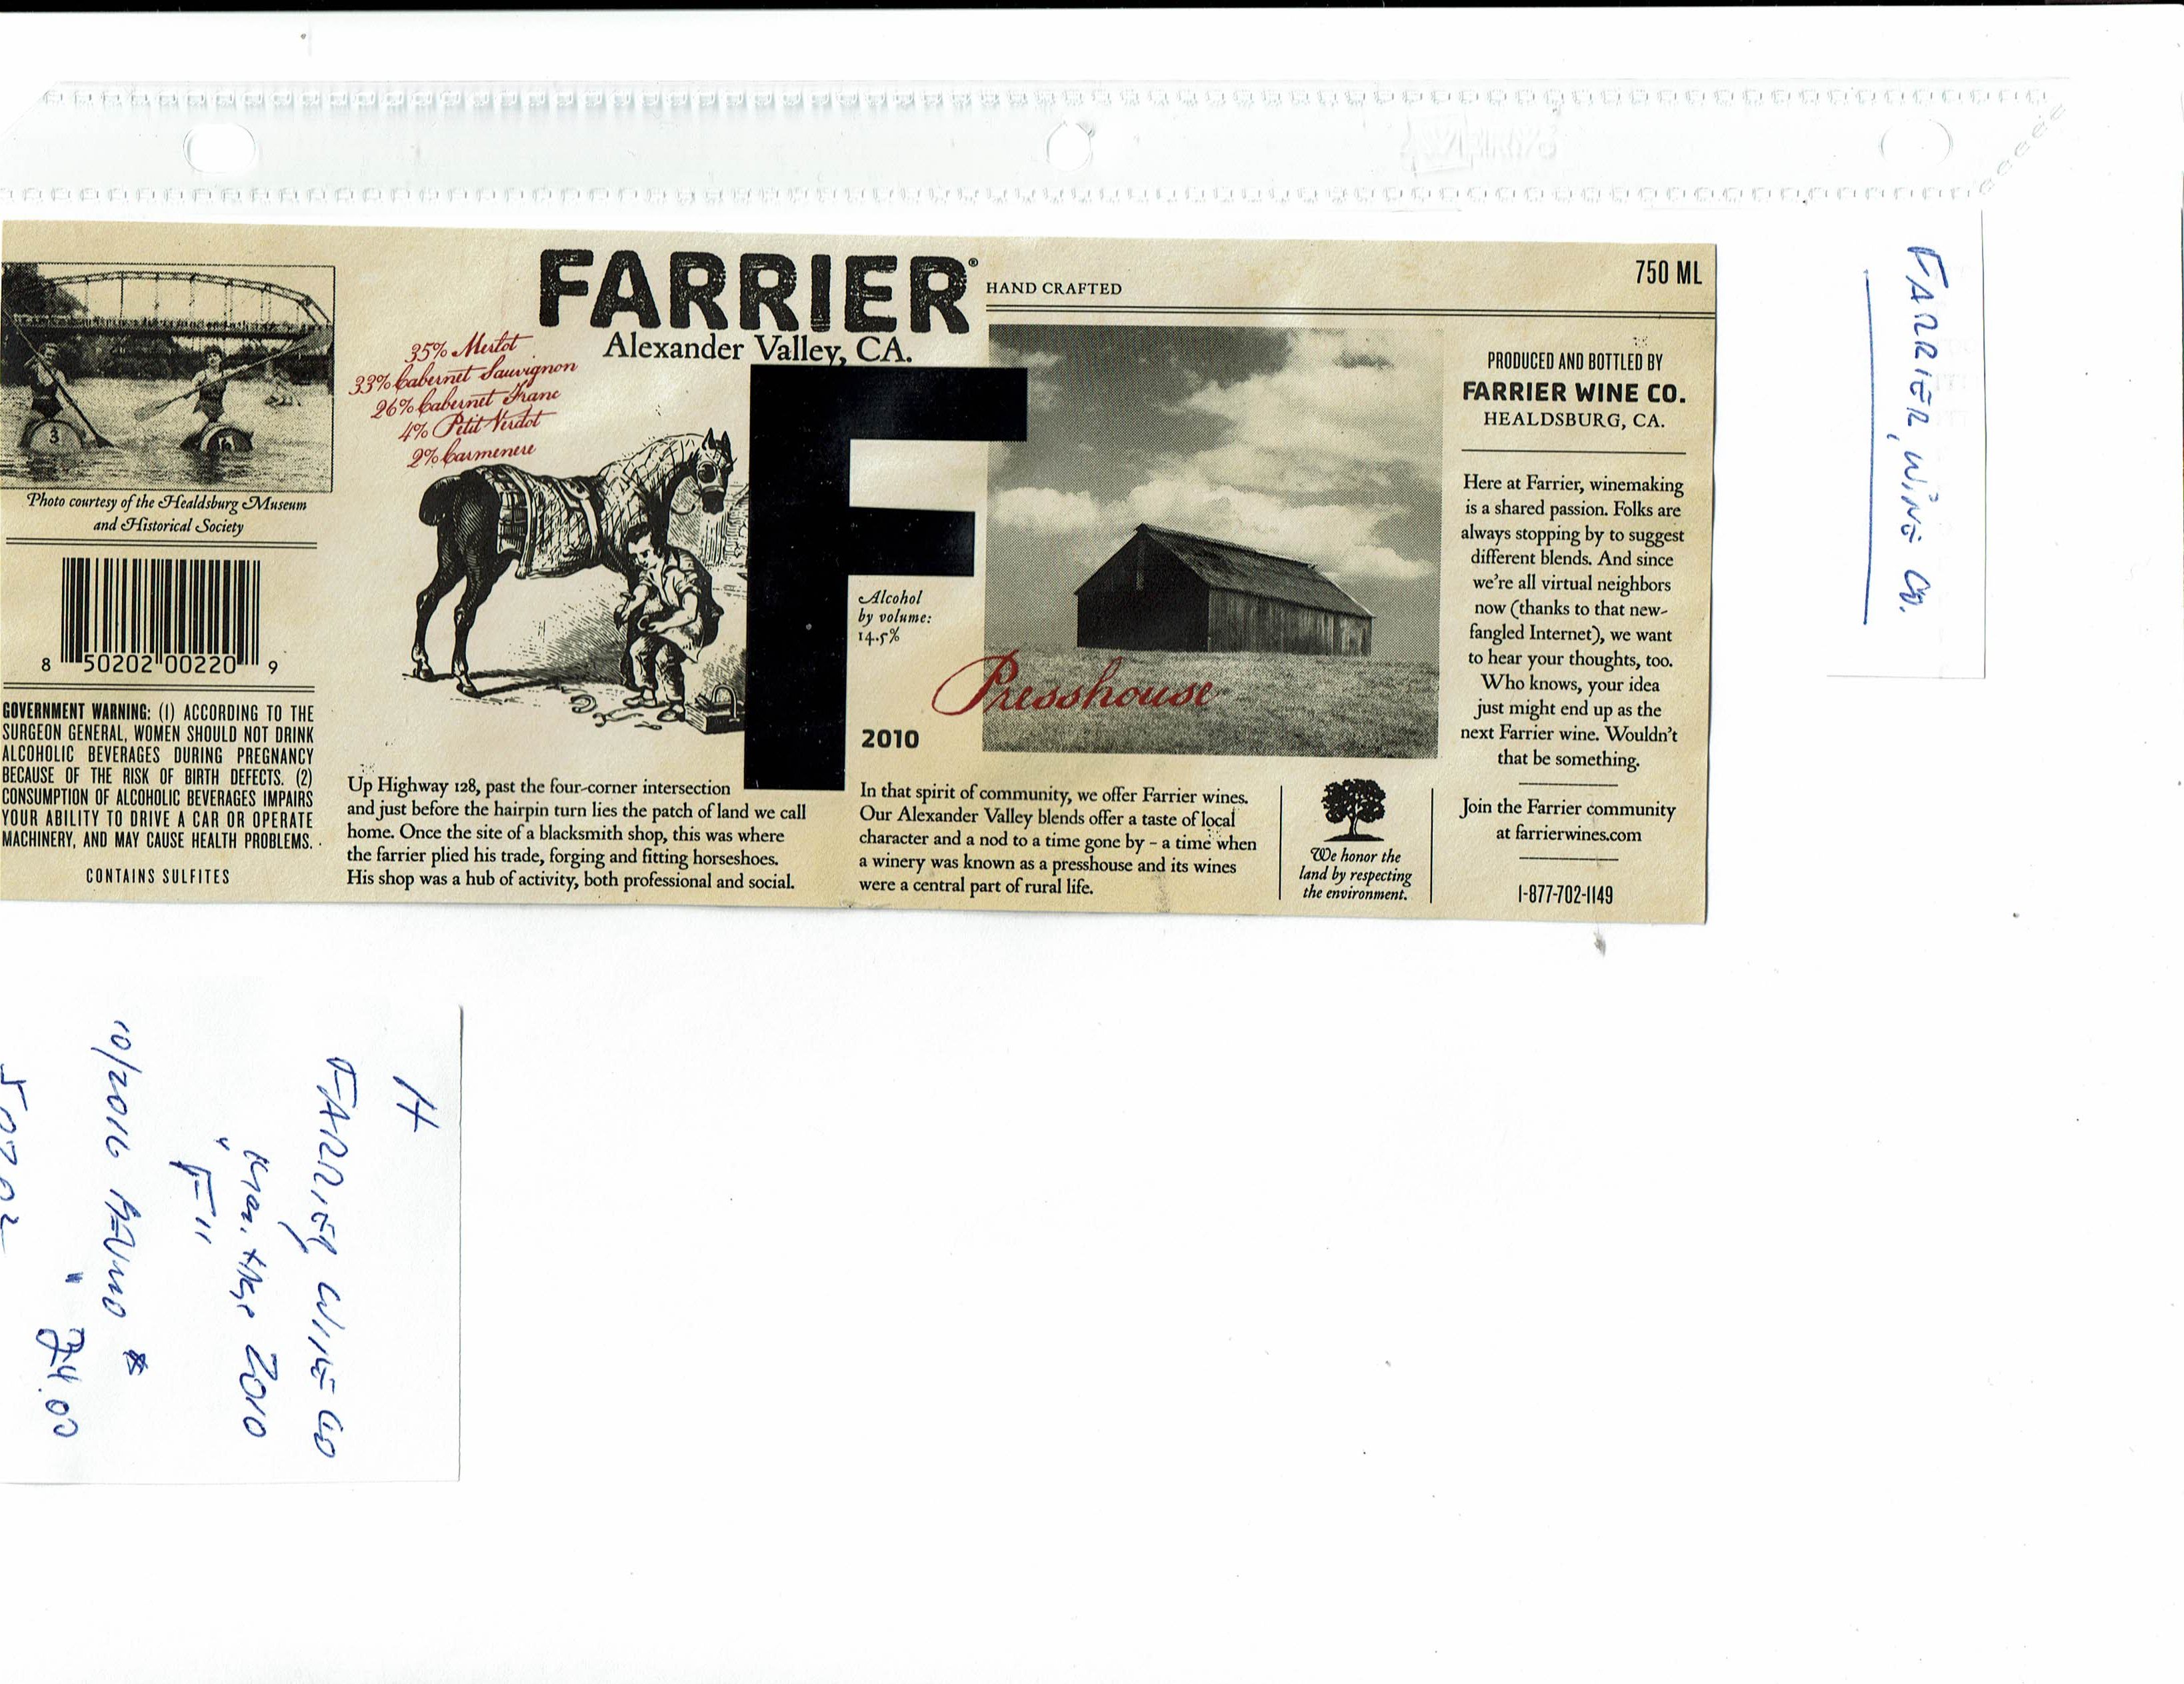 FARRIER®
HAND CRAFTED
750 ML
Alexander Valley, CA.
35% Merlot
33% Cabernet Sauvignon
26% Cabernet Franc
4% Petit Verdot
2% Carmenere
3
Photo courtesy of the Healdsburg Museum
and Historical Society
8 50202 00220 9
GOVERNMENT WARNING: (1) ACCORDING TO THE
SURGEON GENERAL, WOMEN SHOULD NOT DRINK
ALCOHOLIC BEVERAGES DURING PREGNANCY
BECAUSE OF THE RISK OF BIRTH DEFECTS. (2)
CONSUMPTION OF ALCOHOLIC BEVERAGES IMPAIRS
YOUR ABILITY TO DRIVE A CAR OR OPERATE
MACHINERY, AND MAY CAUSE HEALTH PROBLEMS.
CONTAINS SULFITES
F
Alcohol
by volume:
14.5%
Presshouse
2010
Up Highway 128, past the four-corner intersection
and just before the hairpin turn lies the patch of land we call
home. Once the site of a blacksmith shop, this was where
the farrier plied his trade, forging and fitting horseshoes.
His shop was a hub of activity, both professional and social.
In that spirit of community, we offer Farrier wines.
Our Alexander Valley blends offer a taste of local
character and a nod to a time gone by – a time when
a winery was known as a presshouse and its wines
were a central part of rural life.
We honor the
land by respecting
the environment.
PRODUCED AND BOTTLED BY
FARRIER WINE CO.
HEALDSBURG, CA.
Here at Farrier, winemaking
is a shared passion. Folks are
always stopping by to suggest
different blends. And since
we're all virtual neighbors
now (thanks to that new-
fangled Internet), we want
to hear your thoughts, too.
Who knows, your idea
just might end up as the
next Farrier wine. Wouldn't
that be something.
Join the Farrier community
at farrierwines.com
1-877-702-1149
FARRIER, WINE CO.
H
FARRIER WINE CO
2010
"F"
10/2016
24.00